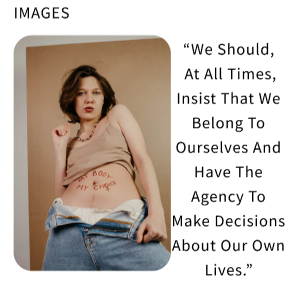 IMAGES
“We Should,
At All Times,
Insist That We
Belong To
Ourselves And
Have The
Agency To
Make Decisions
About Our Own
Lives.”
MY BODY
MY CHOICE